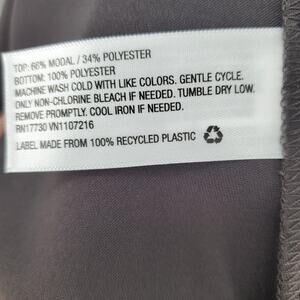 TOP: 66% MODAL / 34% POLYESTER
BOTTOM: 100% POLYESTER
MACHINE WASH COLD WITH LIKE COLORS. GENTLE CYCLE.
ONLY NON-CHLORINE BLEACH IF NEEDED. TUMBLE DRY LOW.
REMOVE PROMPTLY. COOL IRON IF NEEDED.
RN17730 VN1107216
LABEL MADE FROM 100% RECYCLED PLASTIC